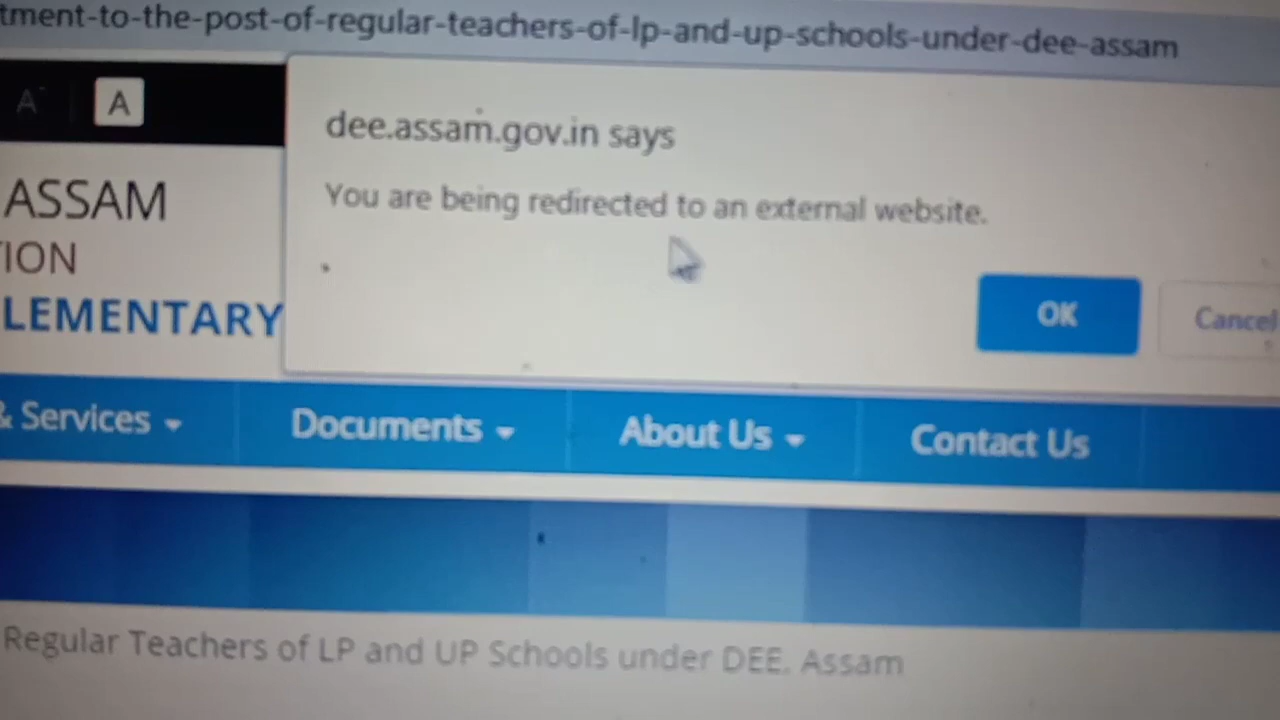 tment-to-the-post-of-regular-teachers-of-lp-and-up-schools-under-dee-assam
A A
dee.assam.gov.in says
You are being redirected to an external website.
OK Cancel
ASSAM
ION
LEMENTARY
& Services Documents About Us Contact Us
Regular Teachers of LP and UP Schools under DEE, Assam